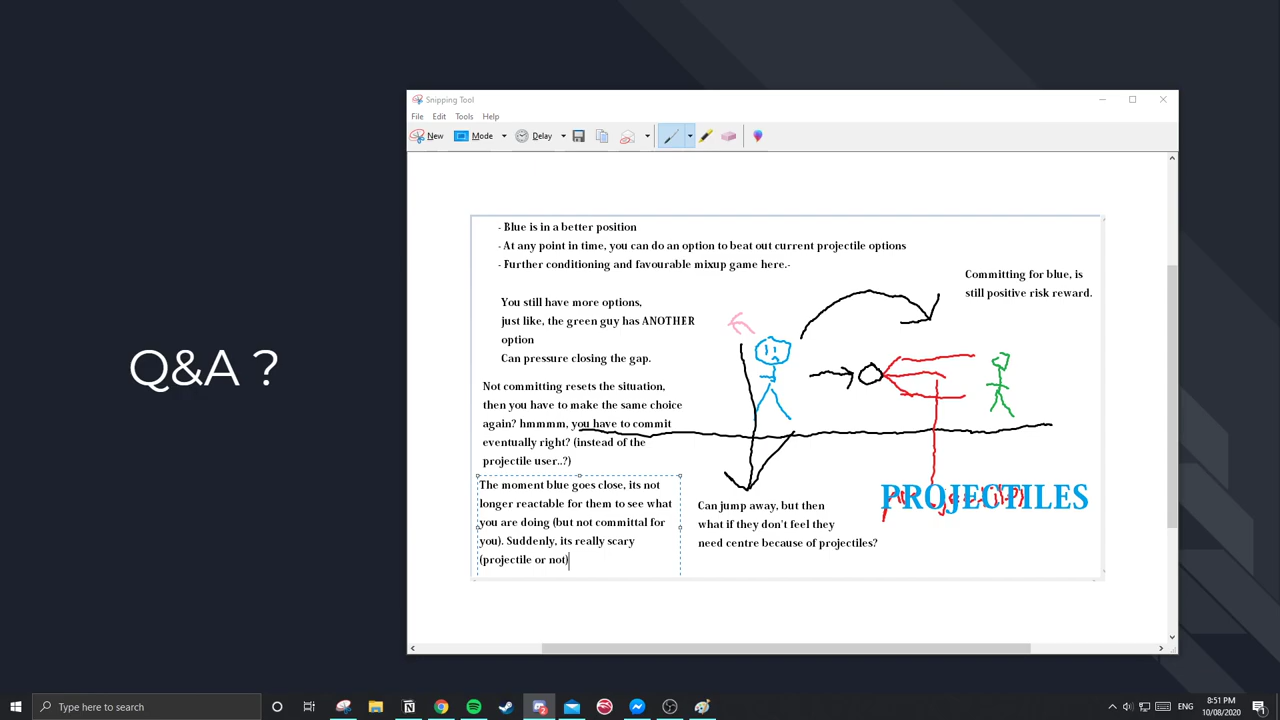 Q&A ?
Snipping Tool
File Edit Tools Help
New Mode Delay
- Blue is in a better position
- At any point in time, you can do an option to beat out current projectile options
- Further conditioning and favourable mixup game here.-
Committing for blue, is
still positive risk reward.
You still have more options,
just like, the green guy has ANOTHER
option
Can pressure closing the gap.
Not committing resets the situation,
then you have to make the same choice
again? hmmmm, you have to commit
eventually right? (instead of the
projectile user..?)
The moment blue goes close, its not
longer reactable for them to see what
you are doing (but not committal for
you). Suddenly, its really scary
(projectile or not)
Can jump away, but then
what if they don't feel they
need centre because of projectiles?
PROJECTILES
Type here to search
ENG
8:51 PM
10/08/2020